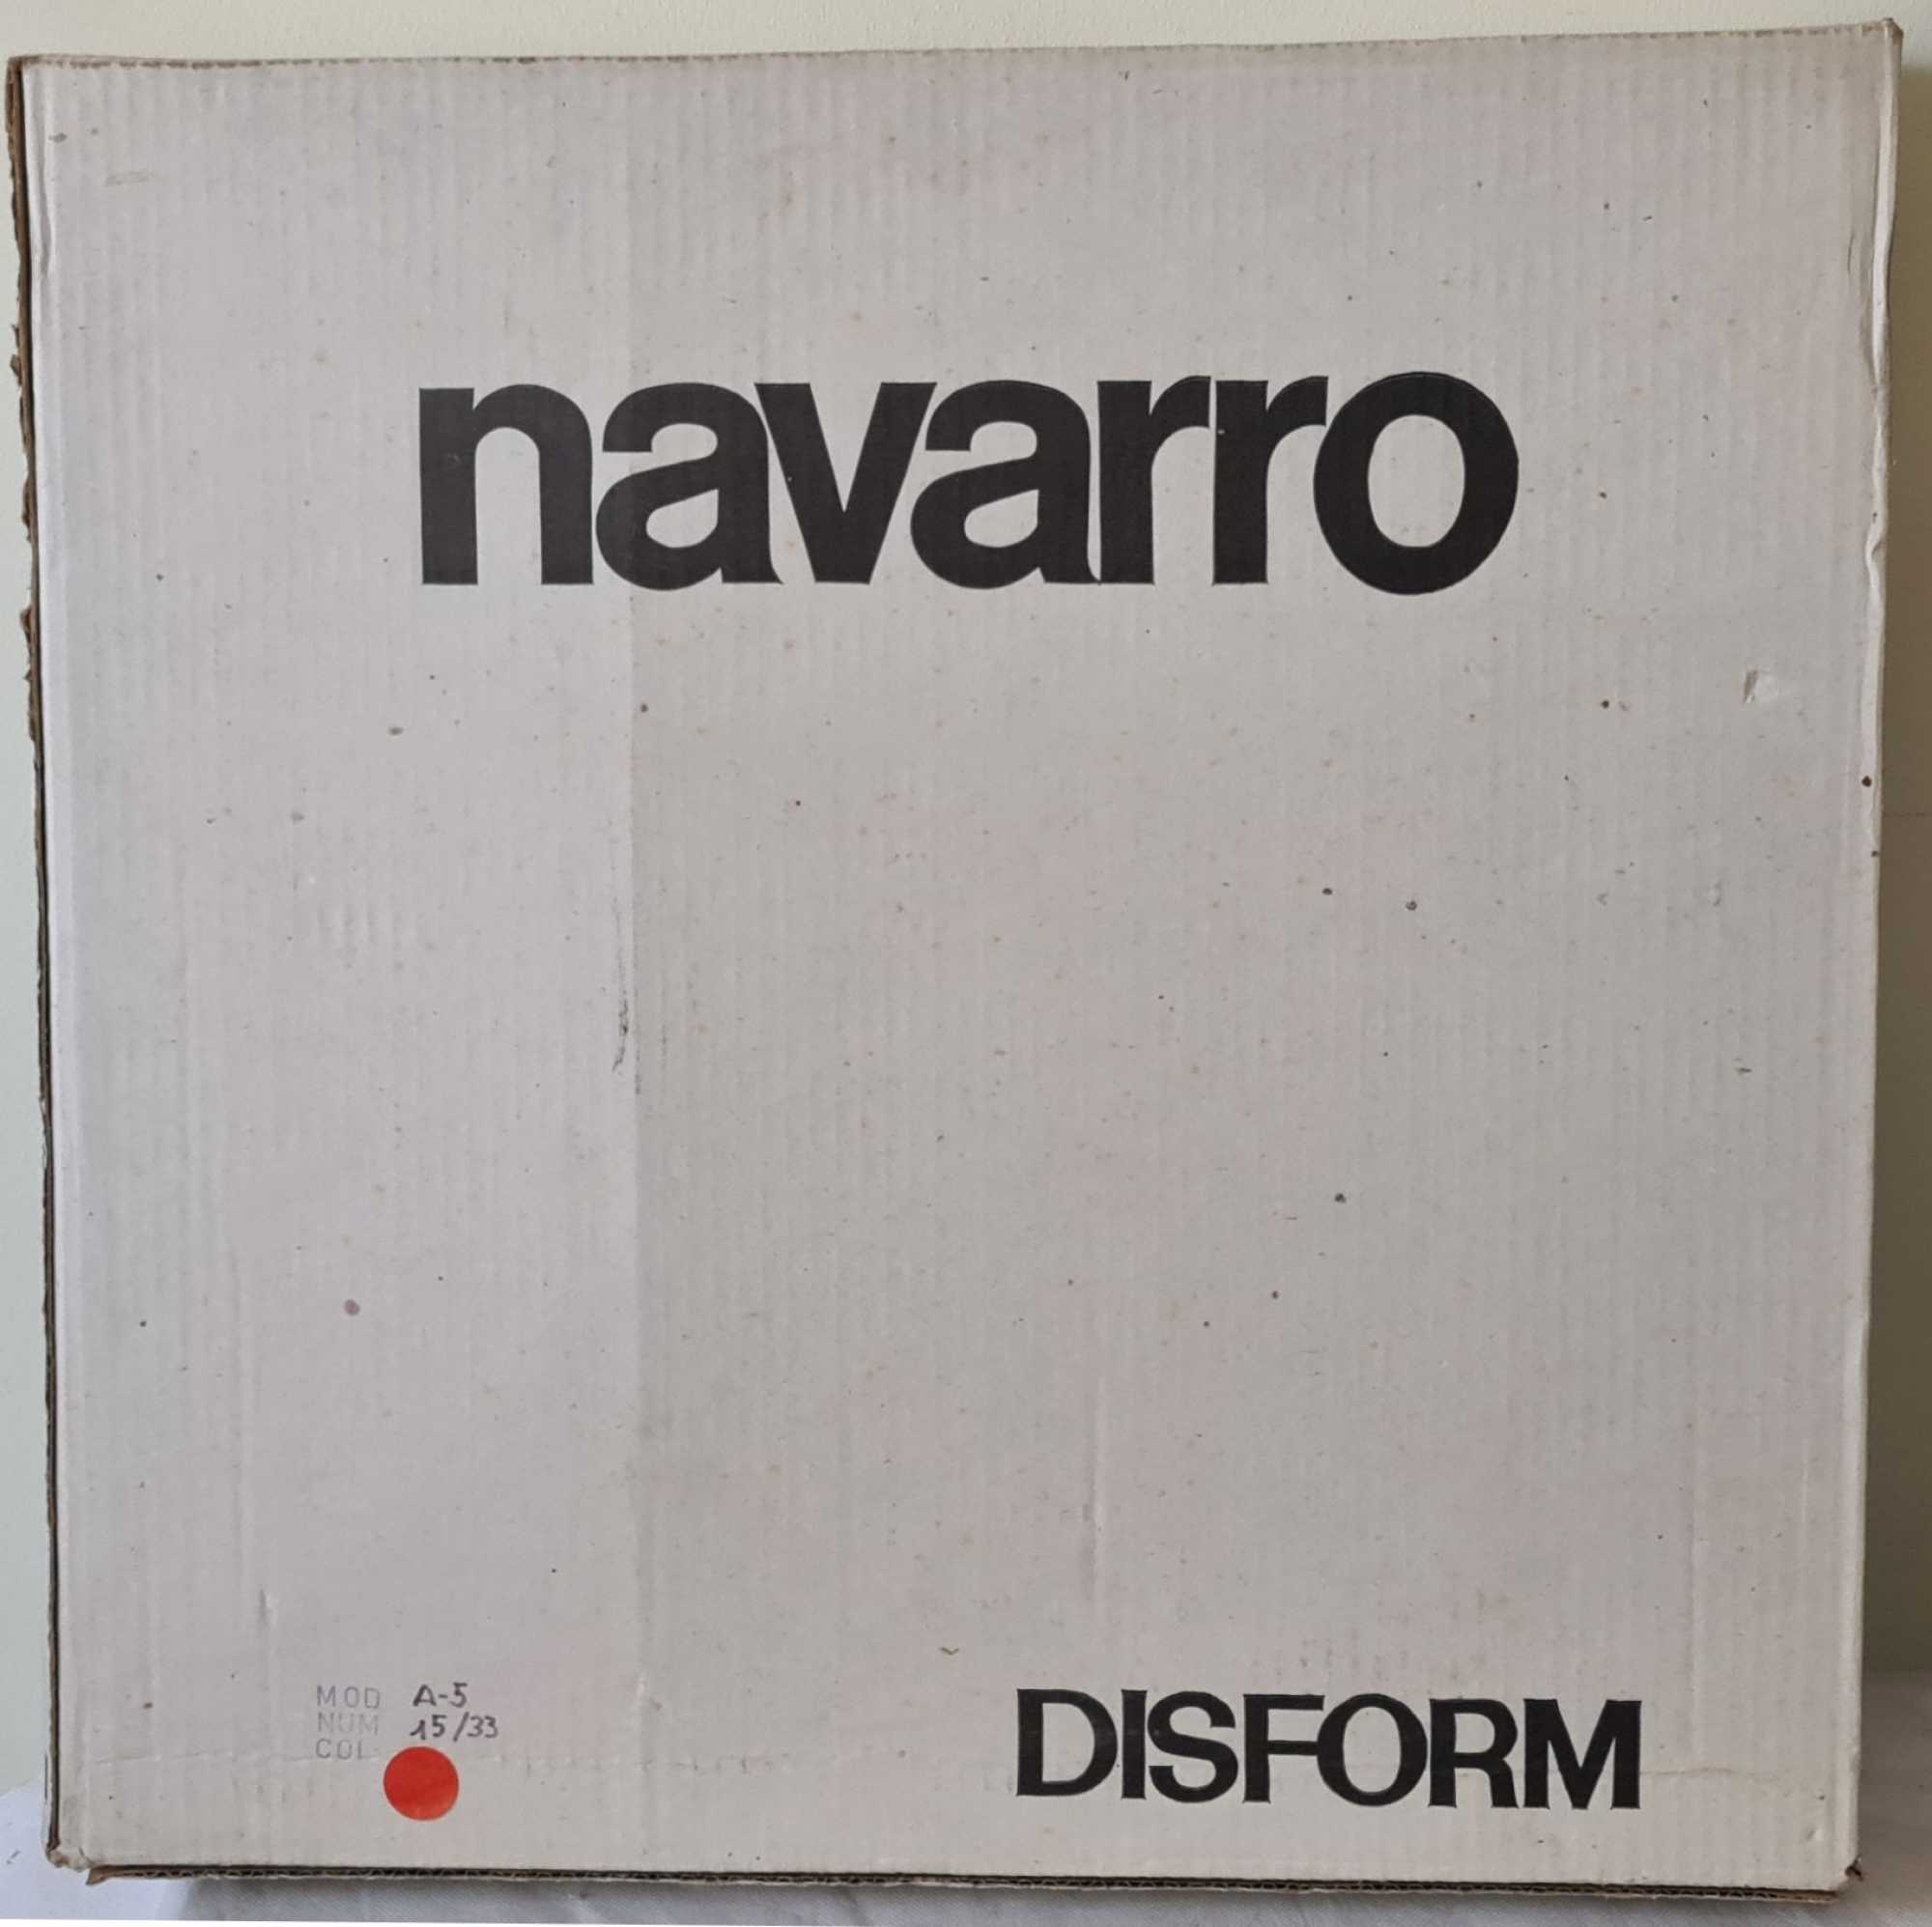 navarro
MOD A-5
NUM 15/33
COL.
DISFORM